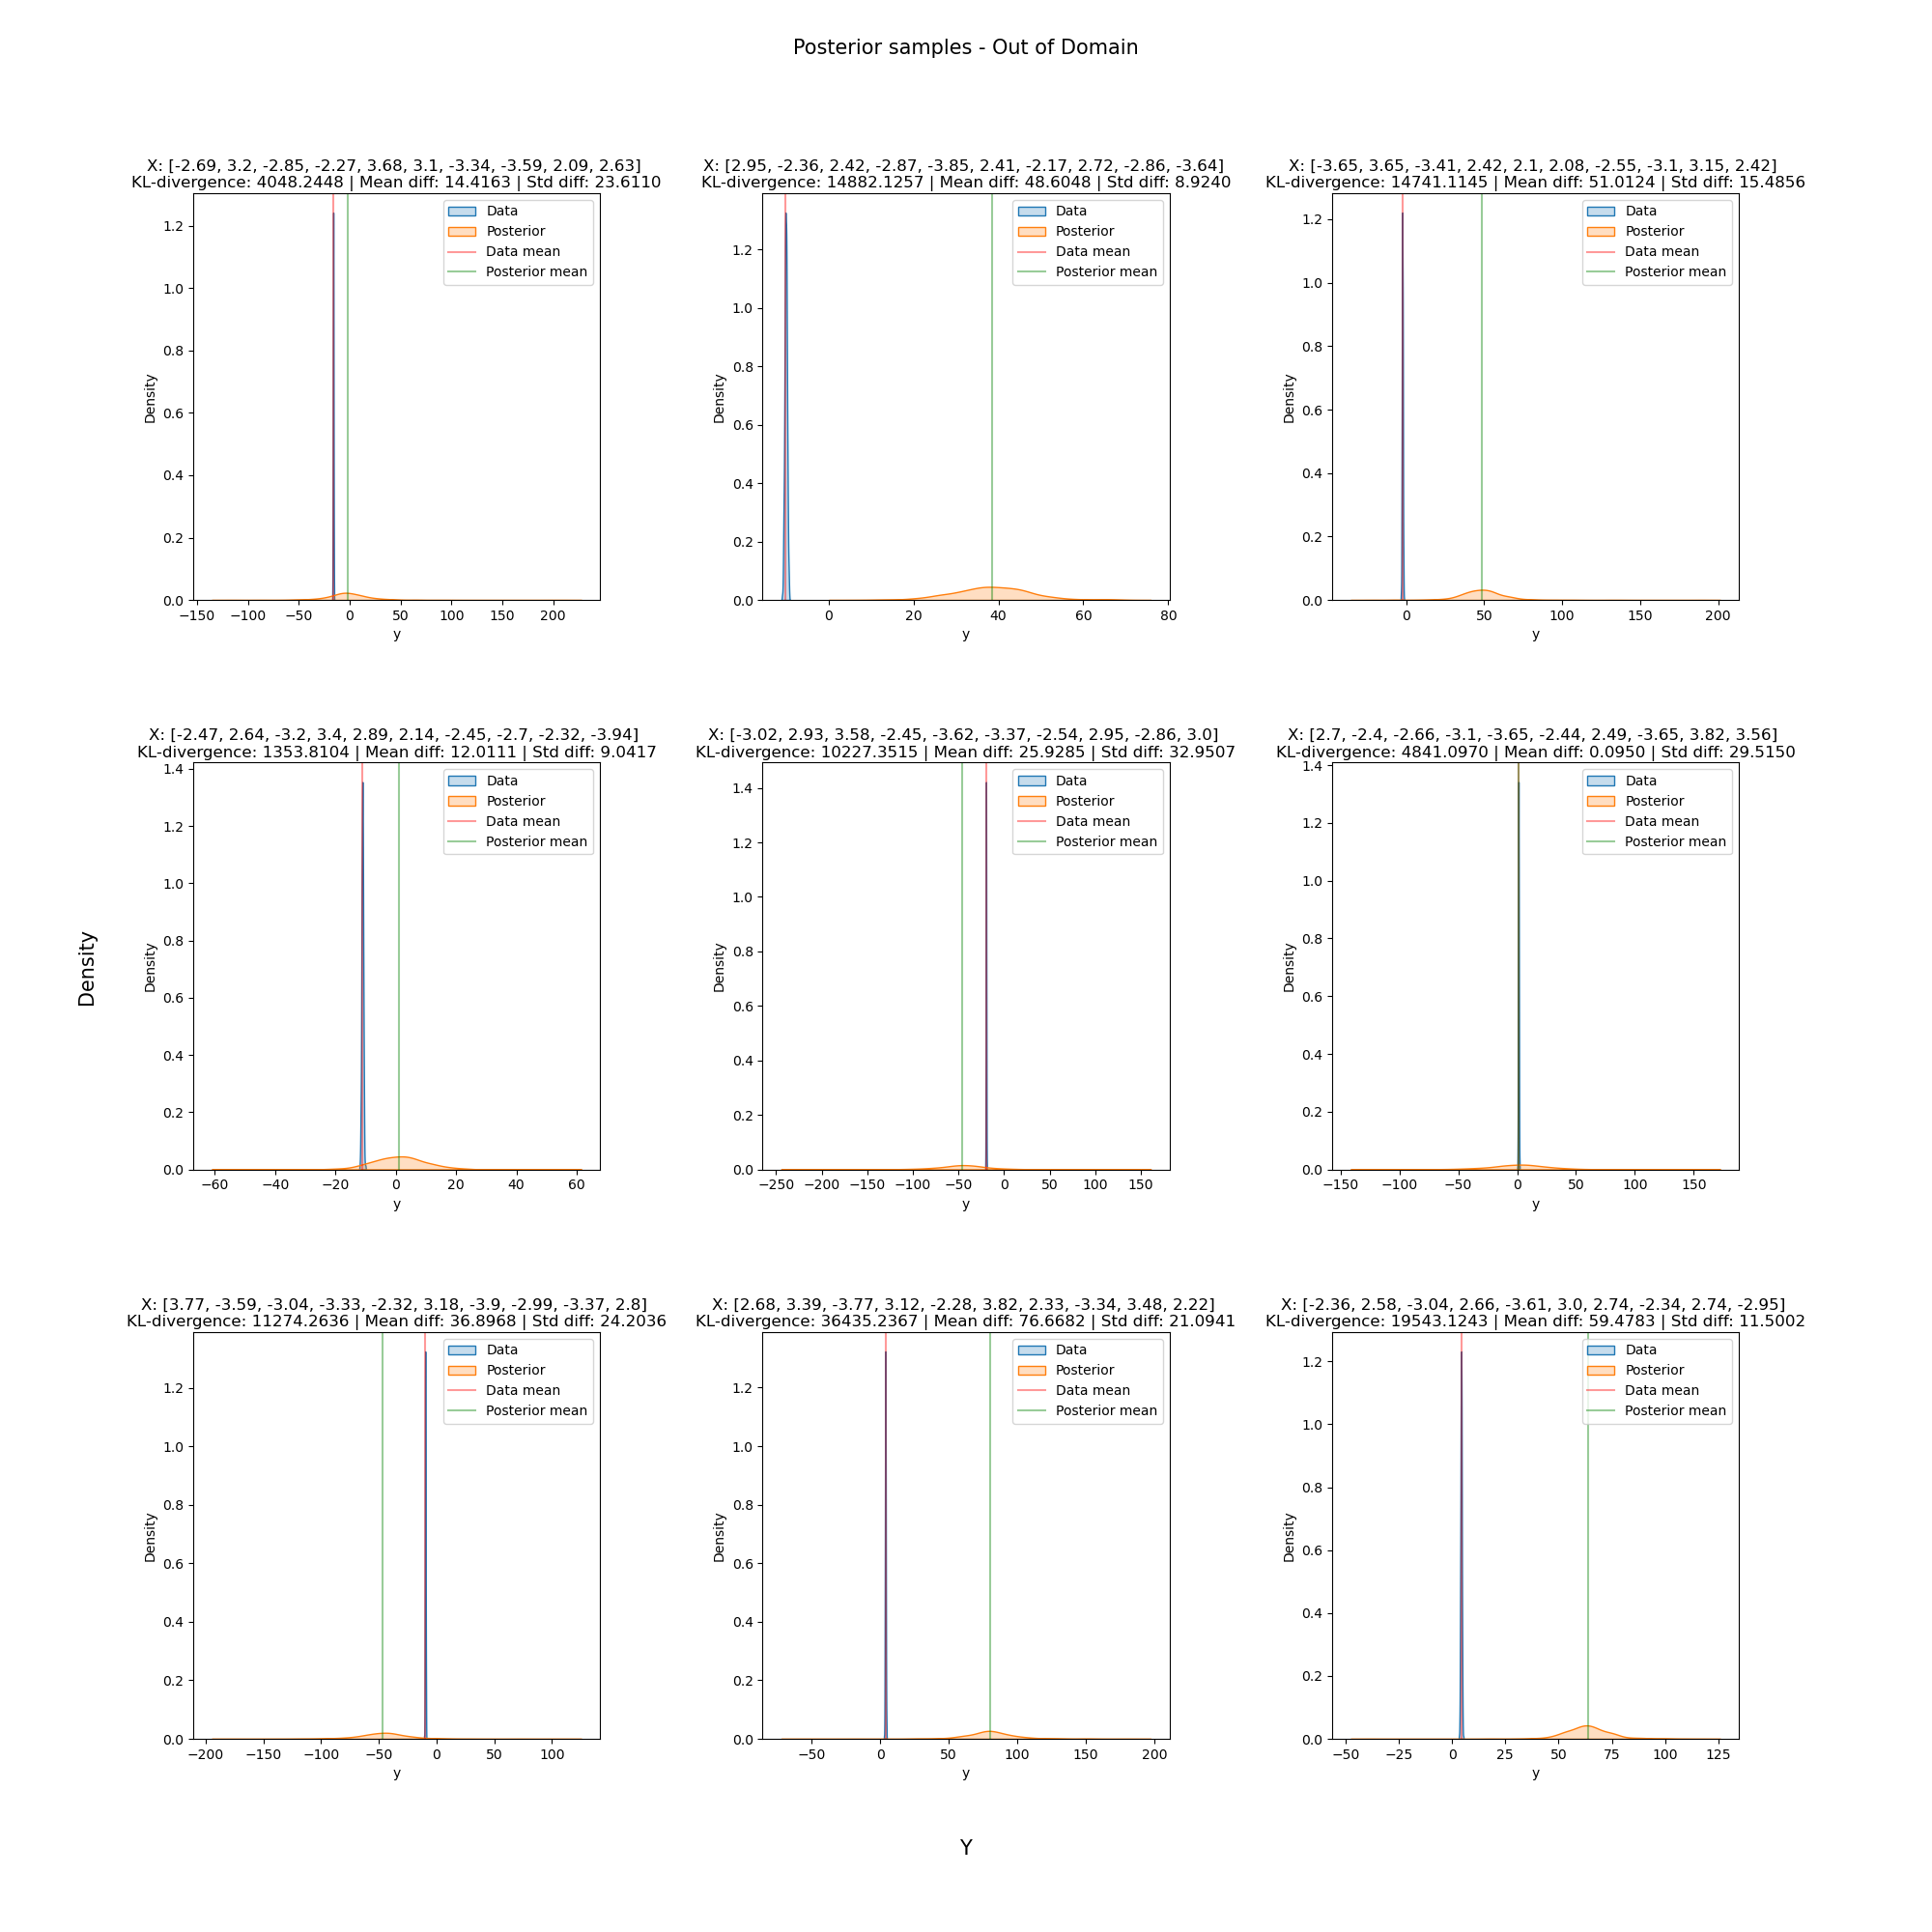 Posterior samples - Out of Domain
X: [-2.69, 3.2, -2.85, -2.27, 3.68, 3.1, -3.34, -3.59, 2.09, 2.63]
KL-divergence: 4048.2448 | Mean diff: 14.4163 | Std diff: 23.6110
Data
Posterior
Data mean
Posterior mean
1.2
1.0
0.8
0.6
0.4
0.2
0.0
Density
−150 −100 −50 0 50 100 150 200
y
X: [2.95, -2.36, 2.42, -2.87, -3.85, 2.41, -2.17, 2.72, -2.86, -3.64]
KL-divergence: 14882.1257 | Mean diff: 48.6048 | Std diff: 8.9240
Data
Posterior
Data mean
Posterior mean
1.2
1.0
0.8
0.6
0.4
0.2
0.0
Density
0 20 40 60 80
y
X: [-3.65, 3.65, -3.41, 2.42, 2.1, 2.08, -2.55, -3.1, 3.15, 2.42]
KL-divergence: 14741.1145 | Mean diff: 51.0124 | Std diff: 15.4856
Data
Posterior
Data mean
Posterior mean
1.2
1.0
0.8
0.6
0.4
0.2
0.0
Density
0 50 100 150 200
y
Density
X: [-2.47, 2.64, -3.2, 3.4, 2.89, 2.14, -2.45, -2.7, -2.32, -3.94]
KL-divergence: 1353.8104 | Mean diff: 12.0111 | Std diff: 9.0417
Data
Posterior
Data mean
Posterior mean
1.4
1.2
1.0
0.8
0.6
0.4
0.2
0.0
Density
−60 −40 −20 0 20 40 60
y
X: [-3.02, 2.93, 3.58, -2.45, -3.62, -3.37, -2.54, 2.95, -2.86, 3.0]
KL-divergence: 10227.3515 | Mean diff: 25.9285 | Std diff: 32.9507
Data
Posterior
Data mean
Posterior mean
1.4
1.2
1.0
0.8
0.6
0.4
0.2
0.0
Density
−250 −200 −150 −100 −50 0 50 100 150
y
X: [2.7, -2.4, -2.66, -3.1, -3.65, -2.44, 2.49, -3.65, 3.82, 3.56]
KL-divergence: 4841.0970 | Mean diff: 0.0950 | Std diff: 29.5150
Data
Posterior
Data mean
Posterior mean
1.4
1.2
1.0
0.8
0.6
0.4
0.2
0.0
Density
−150 −100 −50 0 50 100 150
y
X: [3.77, -3.59, -3.04, -3.33, -2.32, 3.18, -3.9, -2.99, -3.37, 2.8]
KL-divergence: 11274.2636 | Mean diff: 36.8968 | Std diff: 24.2036
Data
Posterior
Data mean
Posterior mean
1.2
1.0
0.8
0.6
0.4
0.2
0.0
Density
−200 −150 −100 −50 0 50 100
y
X: [2.68, 3.39, -3.77, 3.12, -2.28, 3.82, 2.33, -3.34, 3.48, 2.22]
KL-divergence: 36435.2367 | Mean diff: 76.6682 | Std diff: 21.0941
Data
Posterior
Data mean
Posterior mean
1.2
1.0
0.8
0.6
0.4
0.2
0.0
Density
−50 0 50 100 150 200
y
X: [-2.36, 2.58, -3.04, 2.66, -3.61, 3.0, 2.74, -2.34, 2.74, -2.95]
KL-divergence: 19543.1243 | Mean diff: 59.4783 | Std diff: 11.5002
Data
Posterior
Data mean
Posterior mean
1.2
1.0
0.8
0.6
0.4
0.2
0.0
Density
−50 −25 0 25 50 75 100 125
y
Y